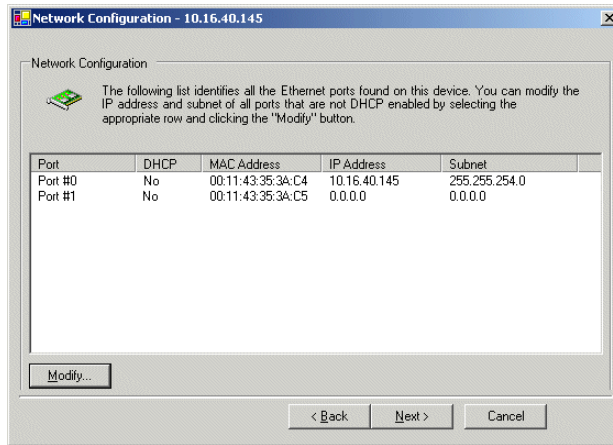 Network Configuration - 10.16.40.145
Network Configuration
The following list identifies all the Ethernet ports found on this device. You can modify the
IP address and subnet of all ports that are not DHCP enabled by selecting the
appropriate row and clicking the "Modify" button.
Port DHCP MAC Address IP Address Subnet
Port #0 No 00:11:43:35:3A:C4 10.16.40.145 255.255.254.0
Port #1 No 00:11:43:35:3A:C5 0.0.0.0 0.0.0.0
Modify...
< Back Next > Cancel